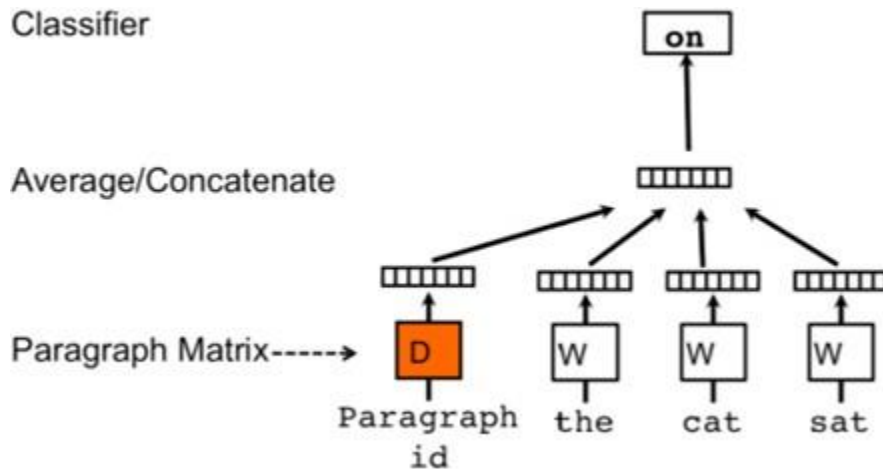 Classifier
on
Average/Concatenate
Paragraph Matrix
D
W
W
W
Paragraph
id
the
cat
sat